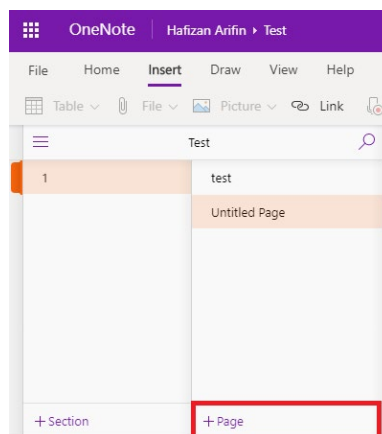 OneNote Hafizan Arifin ▸ Test
File Home Insert Draw View Help
Table File Picture Link
Test
1 test
Untitled Page
+ Section + Page